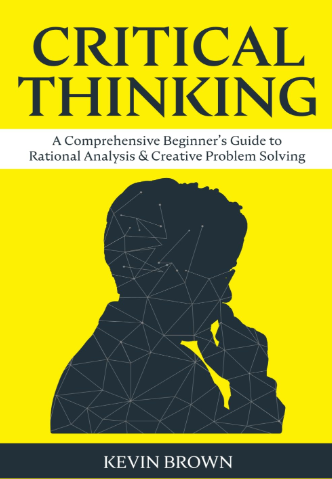 CRITICAL
THINKING
A Comprehensive Beginner's Guide to
Rational Analysis & Creative Problem Solving
KEVIN BROWN